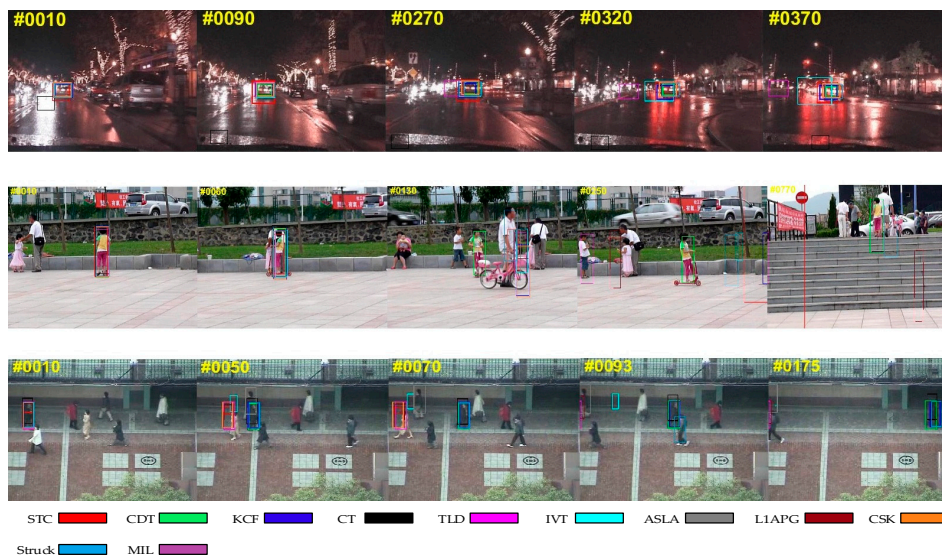 #0010 #0090 #0270 #0320 #0370
#0010 #0130 #0770
#0010 #0050 #0070 #0093 #0175
STC CDT KCF CT TLD IVT ASLA L1APG CSK
Struck MIL